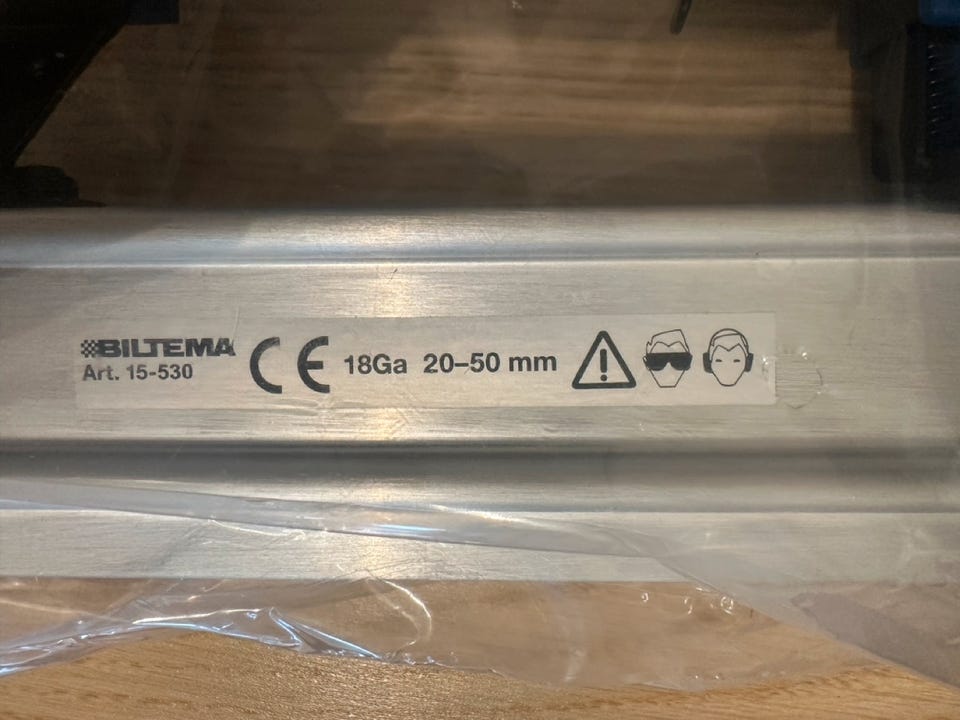 BILTEMA
Art. 15-530
CE 18Ga 20–50 mm